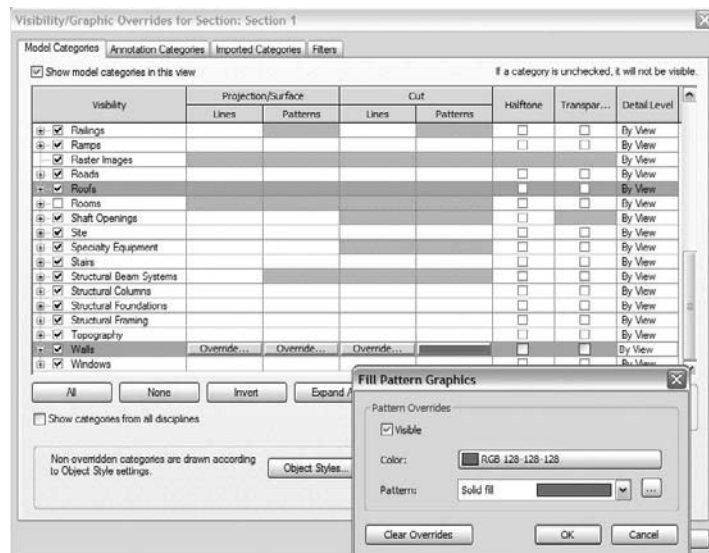 Visibility/Graphic Overrides for Section: Section 1
Model Categories Annotation Categories Imported Categories Filters
Show model categories in this view If a category is unchecked, it will not be visible.
Visibility Projection/Surface Cut Halftone Transpar... Detail Level
Lines Patterns Lines Patterns
Railings By View
Ramps By View
Raster Images By View
Roads By View
Roofs By View
Rooms By View
Shaft Openings By View
Site By View
Specialty Equipment By View
Stairs By View
Structural Beam Systems By View
Structural Columns By View
Structural Foundations By View
Structural Framing By View
Topography By View
Walls Override... Override... Override... By View
Windows By View
All None Invert Expand
Show categories from all disciplines
Non overridden categories are drawn according
to Object Style settings.
Object Styles...
Fill Pattern Graphics
Pattern Overrides
Visible
Color: RGB 128-128-128
Pattern: Solid fill ...
Clear Overrides OK Cancel